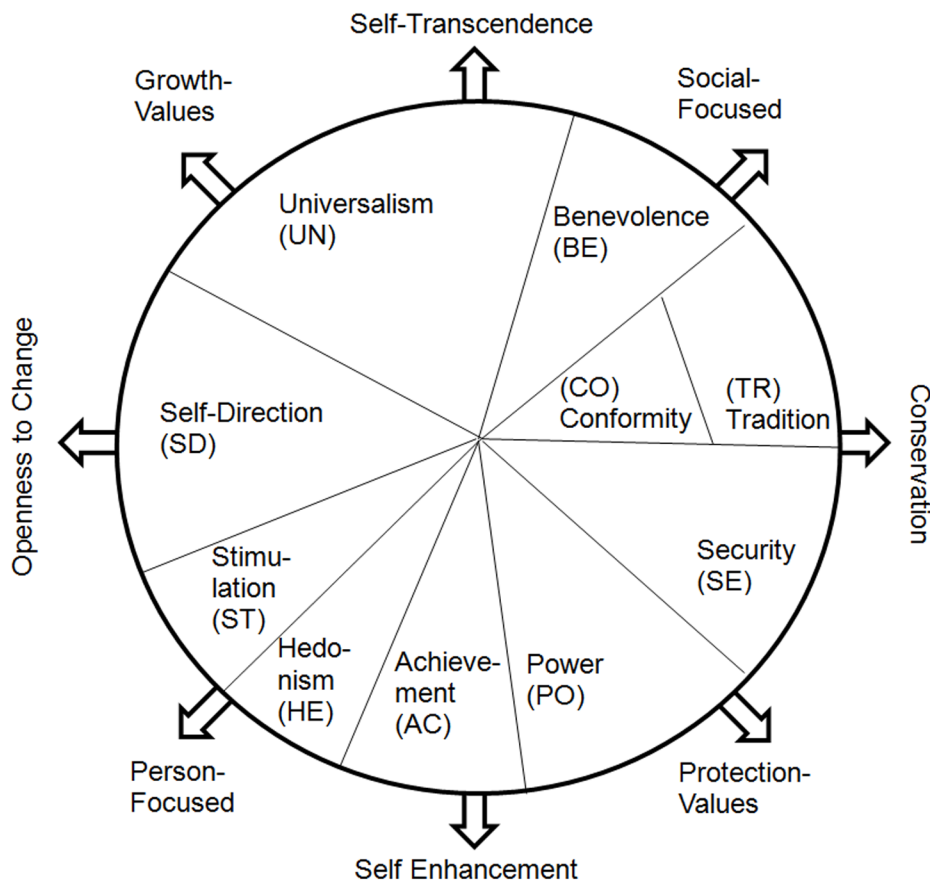 Self-Transcendence
Growth-
Values
Social-
Focused
Universalism
(UN)
Benevolence
(BE)
Openness to Change
Self-Direction
(SD)
(CO)
Conformity
(TR)
Tradition
Conservation
Stimu-
lation
(ST)
Security
(SE)
Hedo-
nism
(HE)
Achieve-
ment
(AC)
Power
(PO)
Person-
Focused
Protection-
Values
Self Enhancement